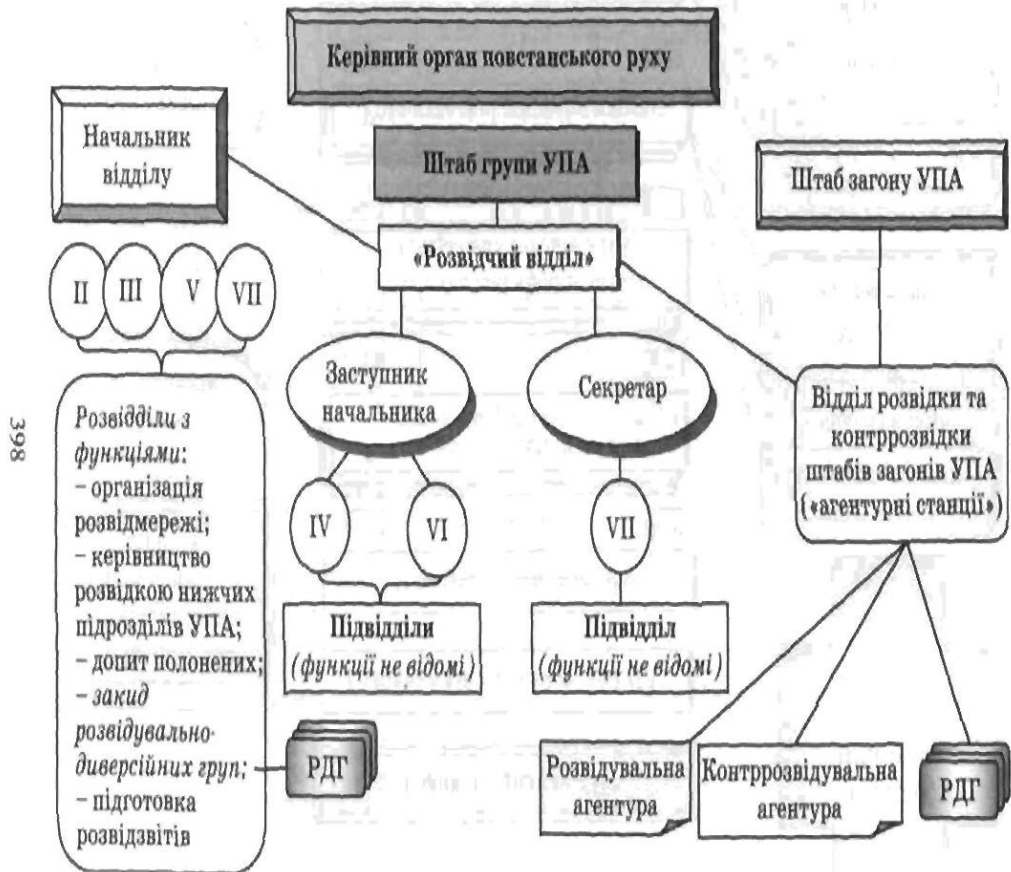 Керівний орган повстанського руху
Начальник
відділу
Штаб групи УПА
Штаб загону УПА
«Розвідчий відділ»
II
III
V
VII
Заступник
начальника
Секретар
Відділ розвідки та
контррозвідки
штабів загонів УПА
(«агентурні станції»)
Розвідділи з
функціями:
– організація
розвідмережі;
– керівництво
розвідкою нижчих
підрозділів УПА;
– допит полонених;
– закид
розвідувально-
диверсійних груп;
– підготовка
розвідзвітів
IV
VI
VII
Підвідділи
(функції не відомі)
Підвідділ
(функції не відомі)
РДГ
Розвідувальна
агентура
Контррозвідувальна
агентура
РДГ
398